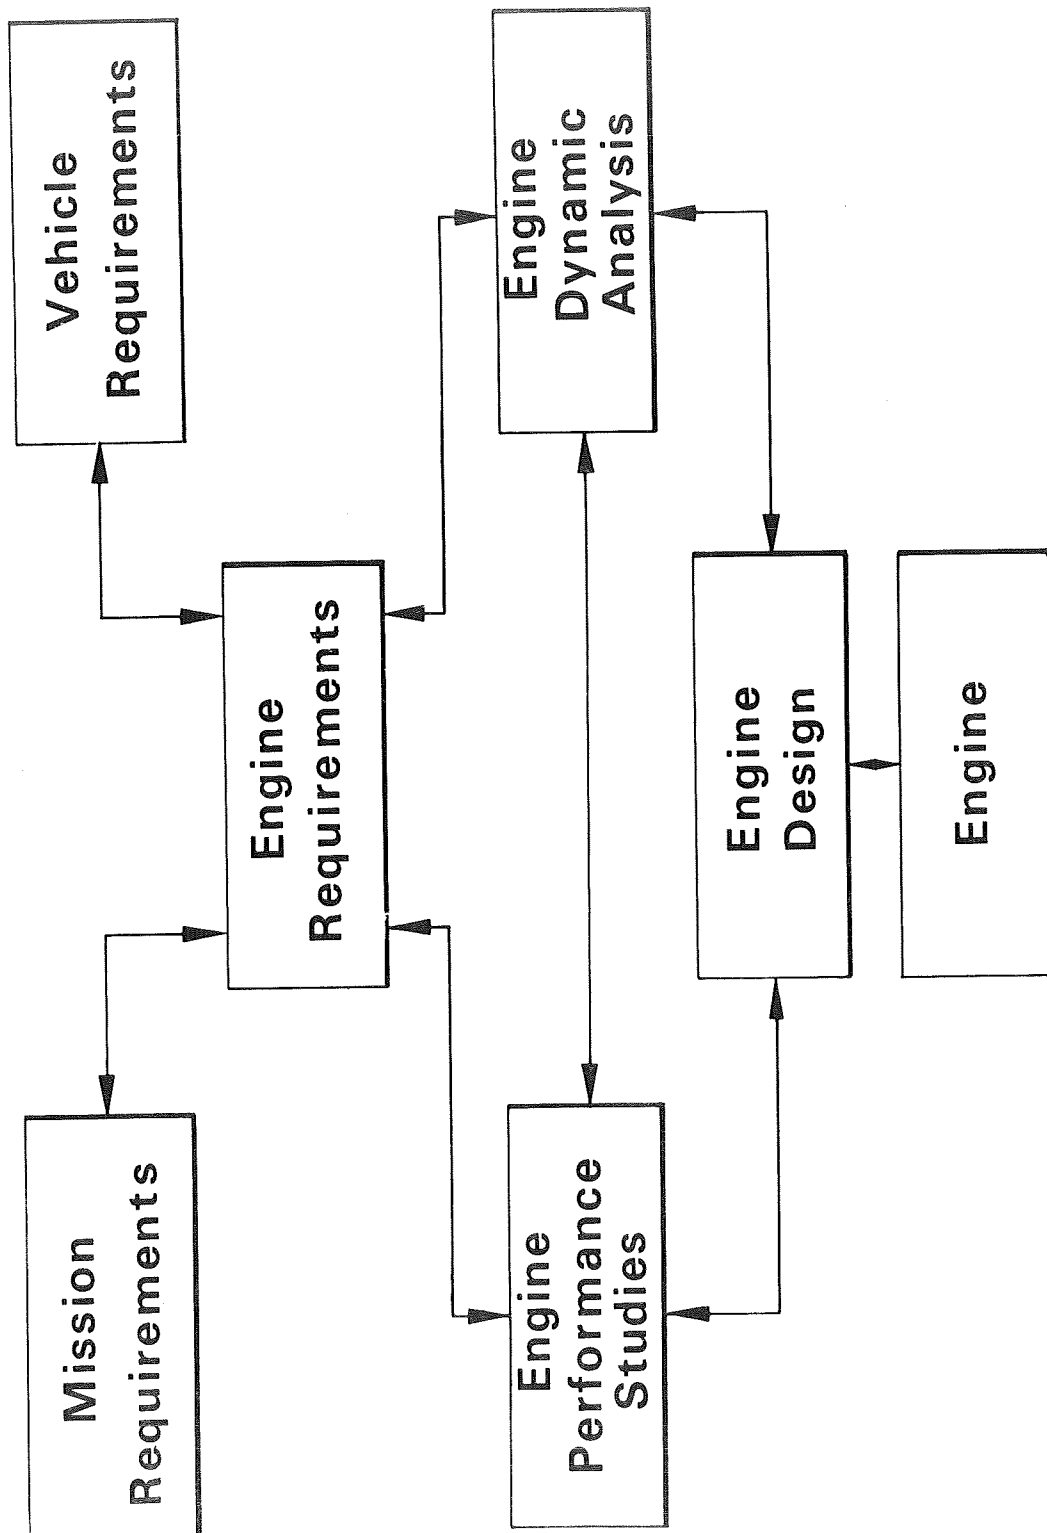 Mission
Requirements
Vehicle
Requirements
Engine
Requirements
Engine
Performance
Studies
Engine
Dynamic
Analysis
Engine
Design
Engine